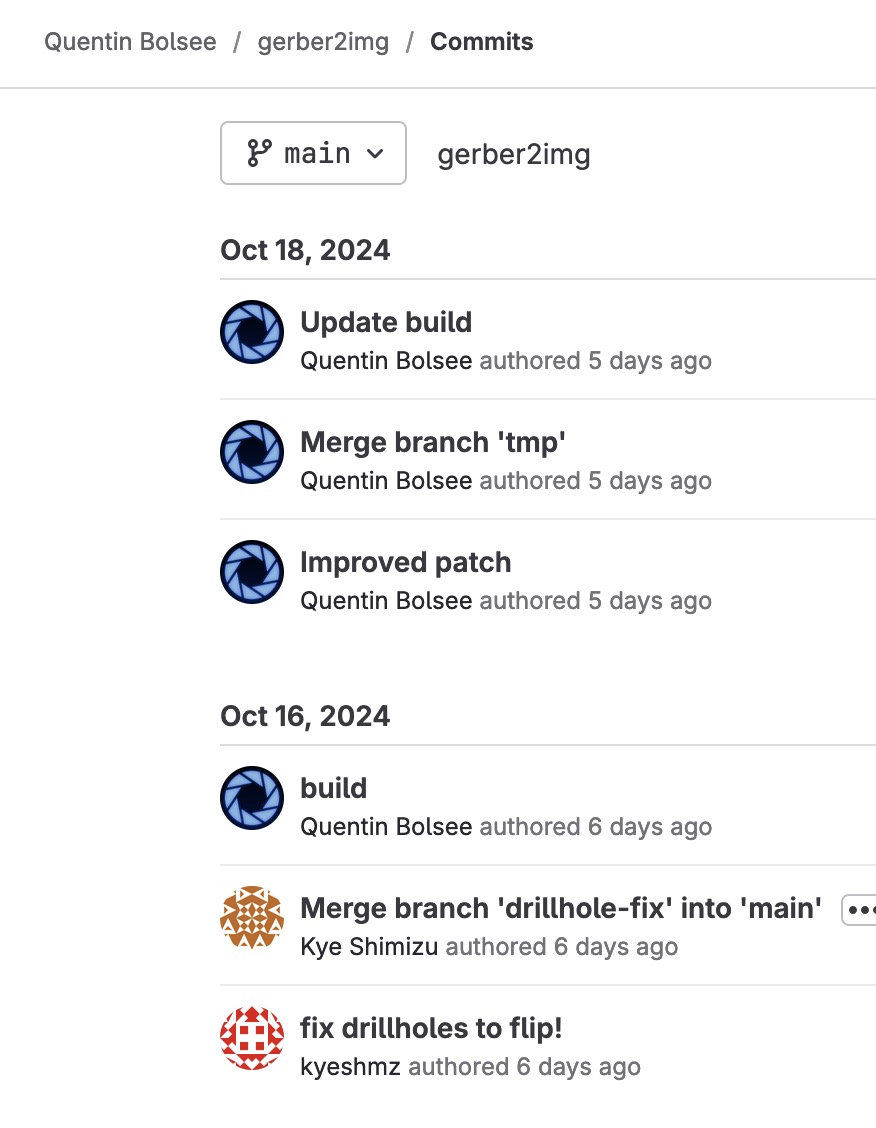 Quentin Bolsee / gerber2img / Commits
main gerber2img
Oct 18, 2024
Update build
Quentin Bolsee authored 5 days ago
Merge branch 'tmp'
Quentin Bolsee authored 5 days ago
Improved patch
Quentin Bolsee authored 5 days ago
Oct 16, 2024
build
Quentin Bolsee authored 6 days ago
Merge branch 'drillhole-fix' into 'main'
Kye Shimizu authored 6 days ago
fix drillholes to flip!
kyeshmz authored 6 days ago